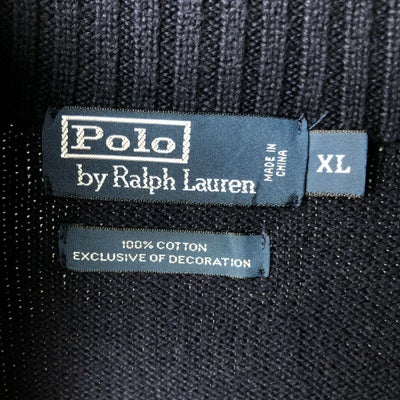 Polo
by Ralph Lauren
MADE IN
CHINA
XL
100% COTTON
EXCLUSIVE OF DECORATION